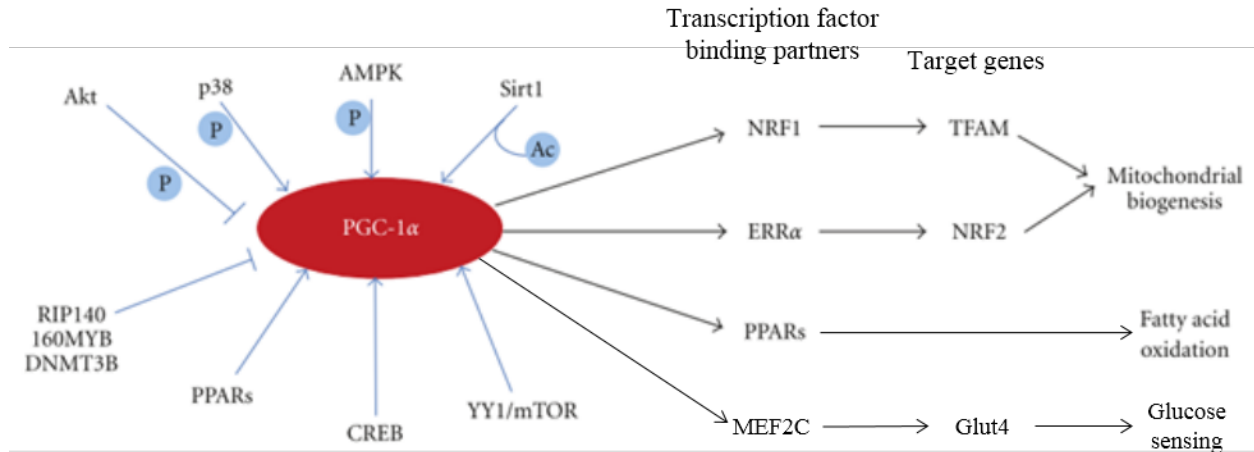 Transcription factor
binding partners
Target genes
Akt
p38
AMPK
Sirt1
P
P
P
Ac
NRF1
TFAM
Mitochondrial
biogenesis
PGC-1α
ERRα
NRF2
RIP140
160MYB
DNMT3B
PPARs
CREB
YY1/mTOR
PPARs
Fatty acid
oxidation
MEF2C
Glut4
Glucose
sensing